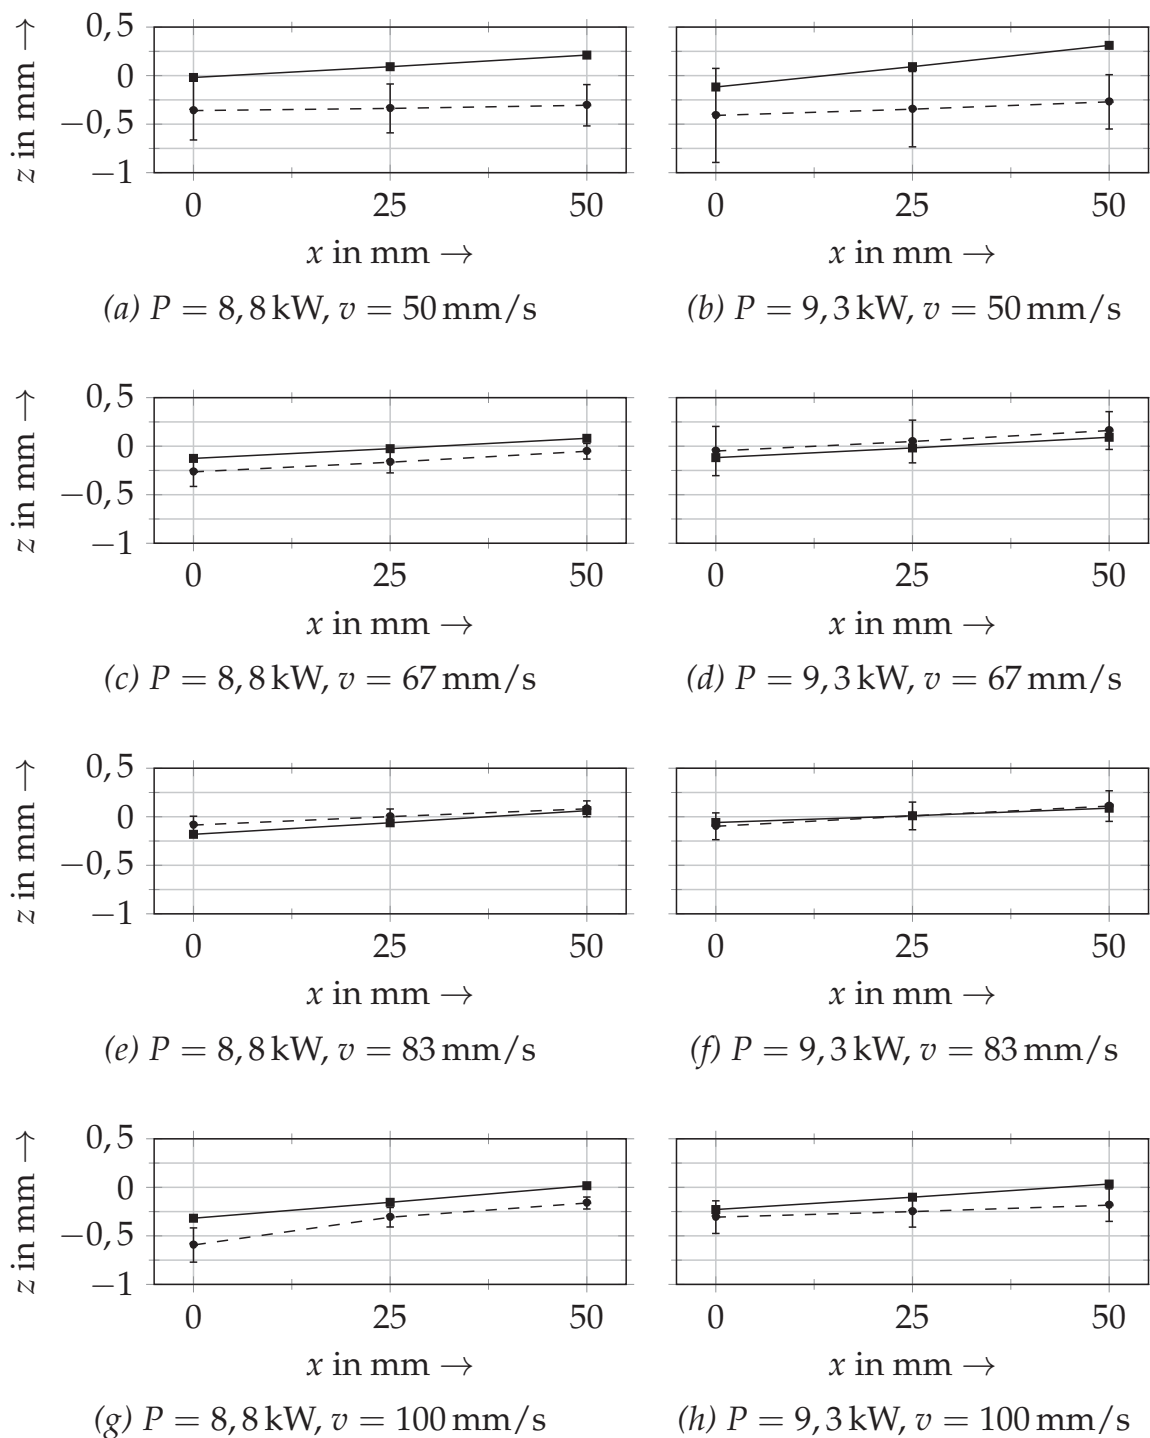 0,5
0
−0,5
−1
z in mm →
0 25 50
0 25 50
x in mm →
x in mm →
(a) P = 8,8 kW, v = 50 mm/s
(b) P = 9,3 kW, v = 50 mm/s
0,5
0
−0,5
−1
z in mm →
0 25 50
0 25 50
x in mm →
x in mm →
(c) P = 8,8 kW, v = 67 mm/s
(d) P = 9,3 kW, v = 67 mm/s
0,5
0
−0,5
−1
z in mm →
0 25 50
0 25 50
x in mm →
x in mm →
(e) P = 8,8 kW, v = 83 mm/s
(f) P = 9,3 kW, v = 83 mm/s
0,5
0
−0,5
−1
z in mm →
0 25 50
0 25 50
x in mm →
x in mm →
(g) P = 8,8 kW, v = 100 mm/s
(h) P = 9,3 kW, v = 100 mm/s